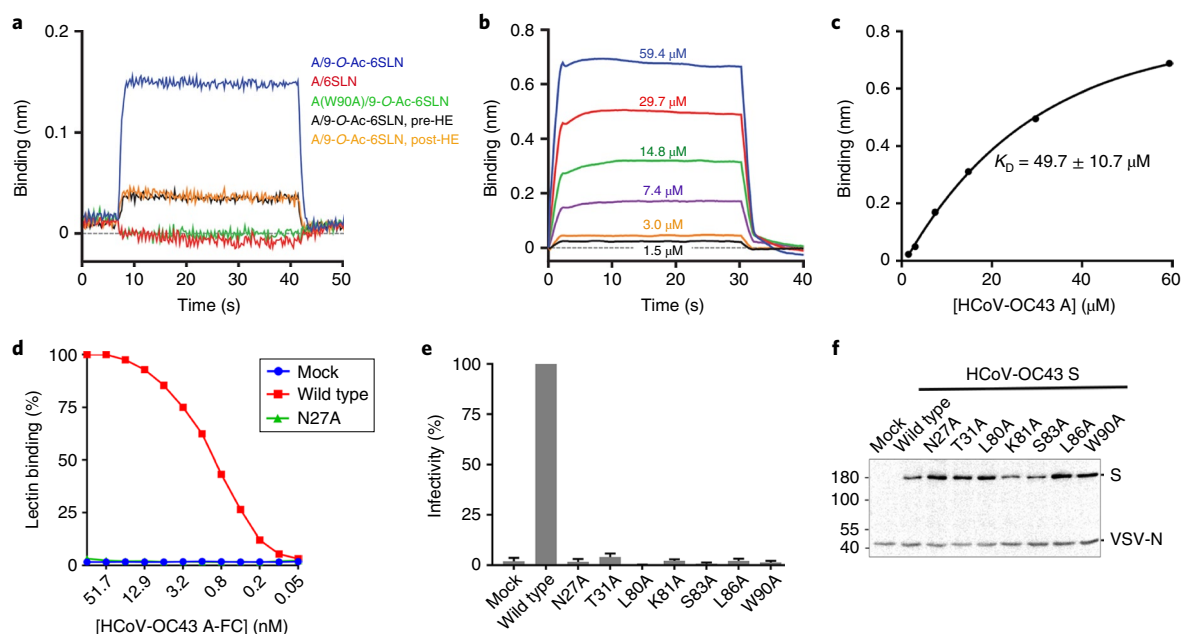 a
0.2
0.1
0
Binding (nm)
0
10
20
30
40
50
Time (s)
A/9-O-Ac-6SLN
A/6SLN
A(W90A)/9-O-Ac-6SLN
A/9-O-Ac-6SLN, pre-HE
A/9-O-Ac-6SLN, post-HE
b
0.8
0.6
0.4
0.2
0
Binding (nm)
59.4 μM
29.7 μM
14.8 μM
7.4 μM
3.0 μM
1.5 μM
0
10
20
30
40
Time (s)
c
0.8
0.6
0.4
0.2
0
Binding (nm)
KD = 49.7 ± 10.7 μM
20
40
60
[HCoV-OC43 A] (μM)
d
100
75
50
25
0
Lectin binding (%)
Mock
Wild type
N27A
51.7
12.9
3.2
0.8
0.2
0.05
[HCoV-OC43 A-FC] (nM)
e
100
75
50
25
0
Infectivity (%)
Mock
Wild type
N27A
T31A
L80A
K81A
S83A
L86A
W90A
f
HCoV-OC43 S
Mock
Wild type
N27A
T31A
L80A
K81A
S83A
L86A
W90A
180
100
55
40
S
VSV-N